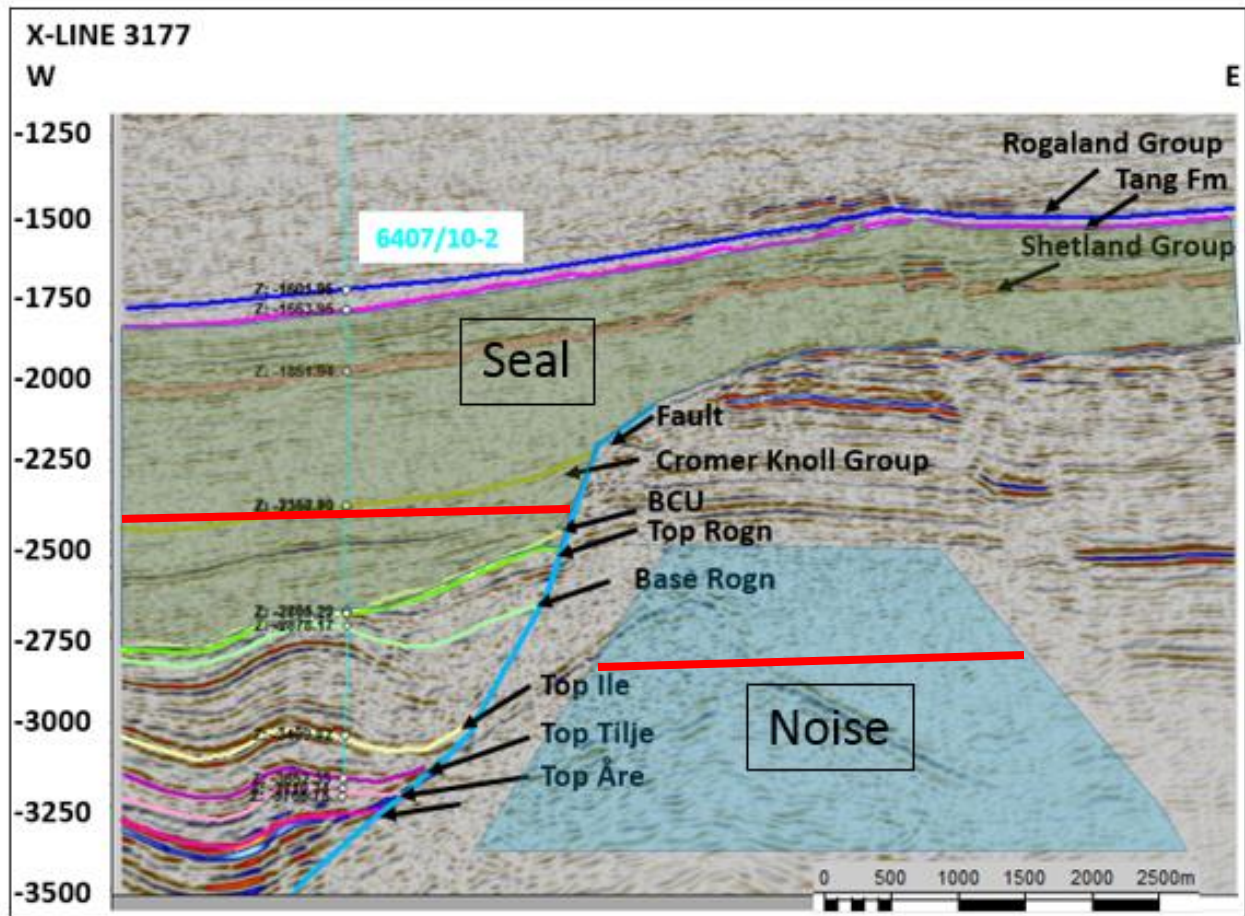 X-LINE 3177
W
E
-1250
Rogaland Group
Tang Fm
-1500
6407/10-2
Shetland Group
-1750
Seal
-2000
Fault
-2250
Cromer Knoll Group
BCU
-2500
Top Rogn
Base Rogn
-2750
Top Ile
-3000
Noise
Top Tilje
Top Åre
-3250
0 500 1000 1500 2000 2500m
-3500